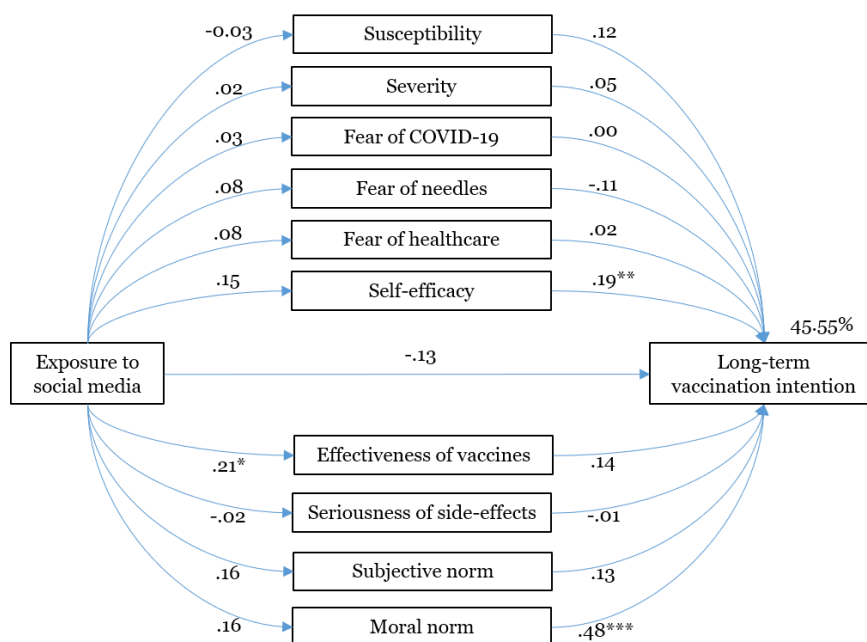 -0.03
Susceptibility
.12
.02
Severity
.05
.03
Fear of COVID-19
.00
.08
Fear of needles
-.11
.08
Fear of healthcare
.02
.15
Self-efficacy
.19**
45.55%
Exposure to
social media
-.13
Long-term
vaccination intention
.21*
Effectiveness of vaccines
.14
-.02
Seriousness of side-effects
-.01
.16
Subjective norm
.13
.16
Moral norm
.48***